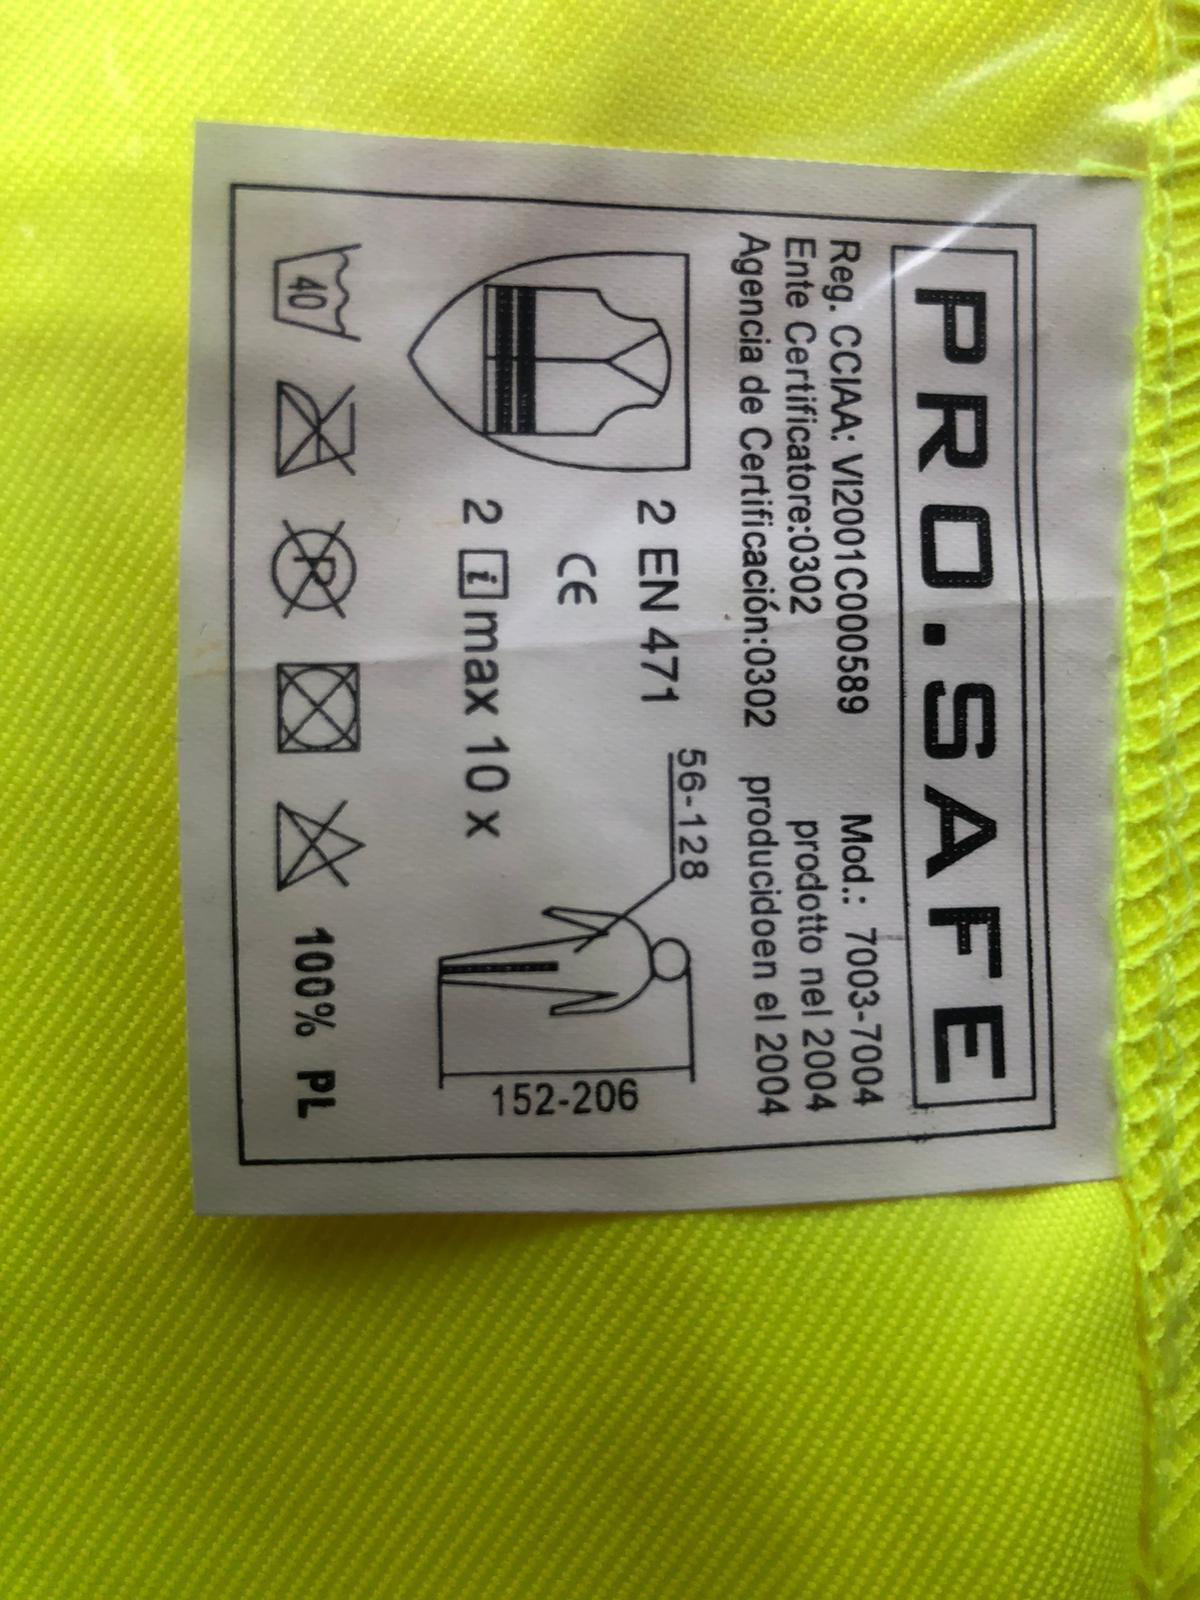 PRO.SAFE
Reg. CCIAA: VI2001C000589 Mod.: 7003-7004
Ente Certificatore:0302 prodotto nel 2004
Agencia de Certificación:0302 producidoen el 2004
2 EN 471
56-128
CE
2 i max 10 x
152-206
40
P
100% PL